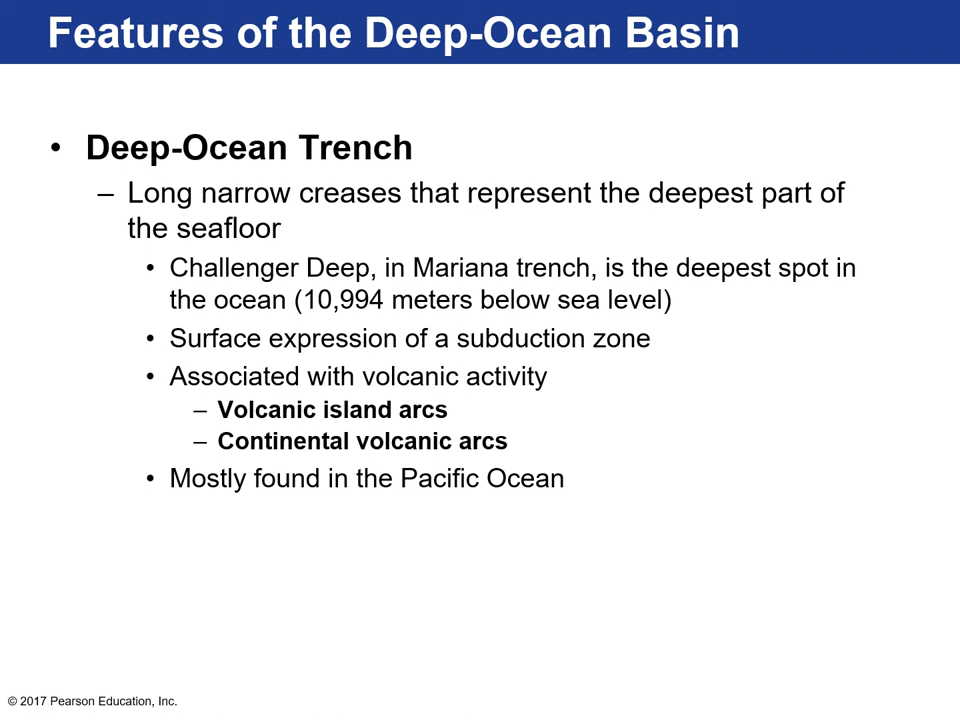 Features of the Deep-Ocean Basin
• Deep-Ocean Trench
– Long narrow creases that represent the deepest part of
the seafloor
• Challenger Deep, in Mariana trench, is the deepest spot in
the ocean (10,994 meters below sea level)
• Surface expression of a subduction zone
• Associated with volcanic activity
– Volcanic island arcs
– Continental volcanic arcs
• Mostly found in the Pacific Ocean
© 2017 Pearson Education, Inc.